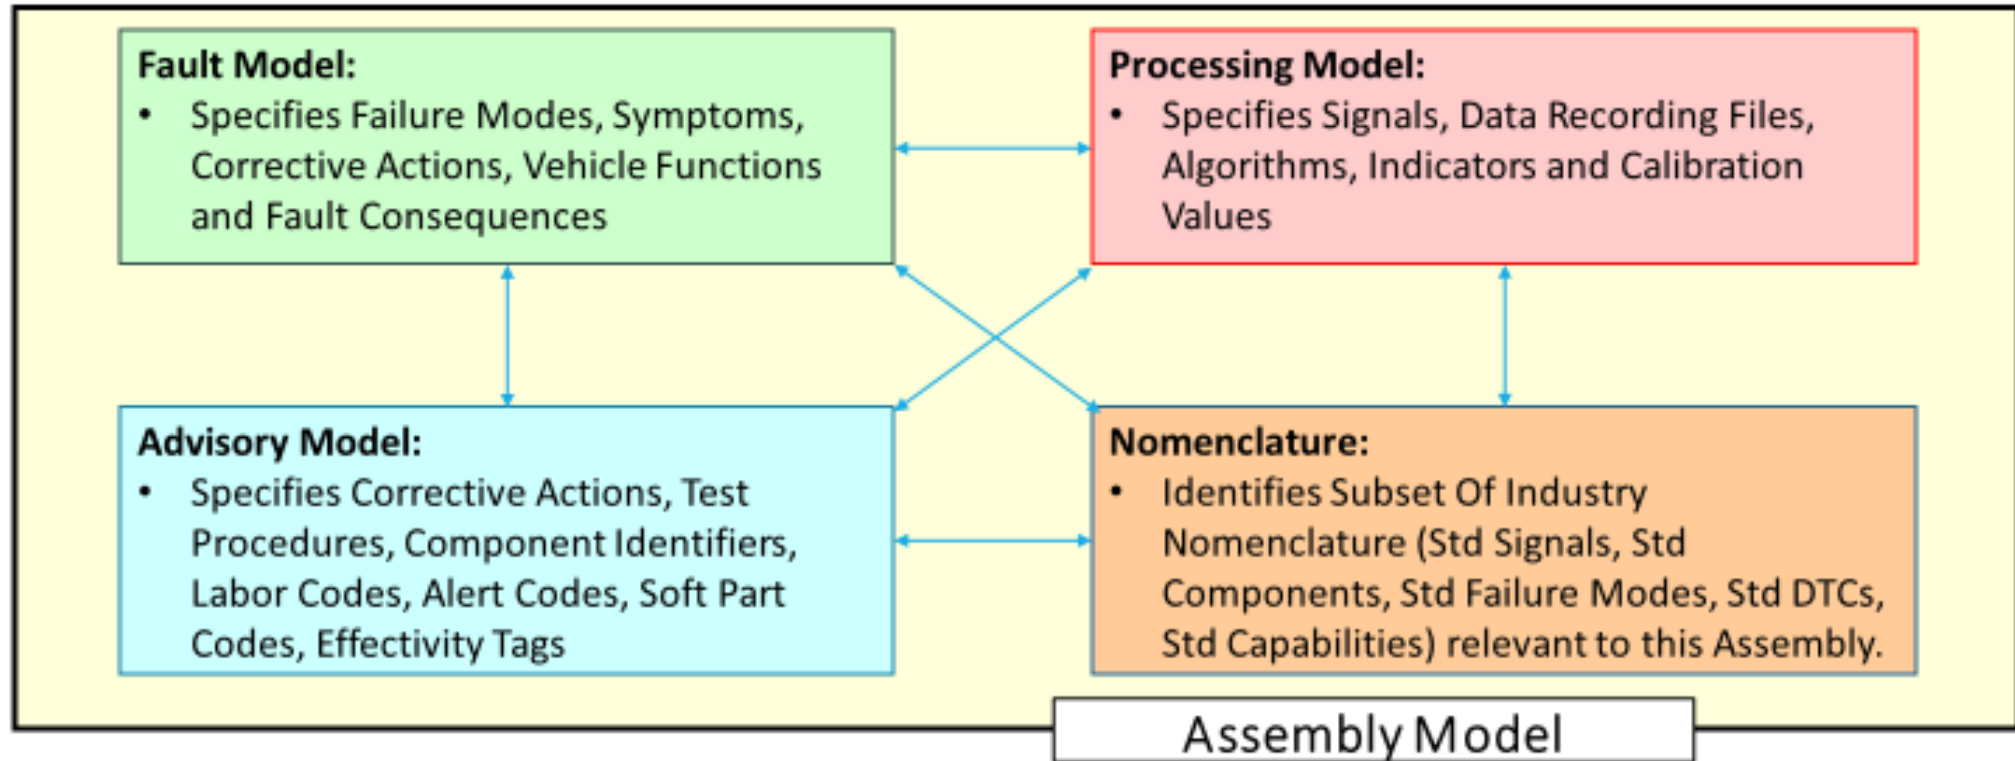 Fault Model:
• Specifies Failure Modes, Symptoms,
Corrective Actions, Vehicle Functions
and Fault Consequences
Processing Model:
• Specifies Signals, Data Recording Files,
Algorithms, Indicators and Calibration
Values
Advisory Model:
• Specifies Corrective Actions, Test
Procedures, Component Identifiers,
Labor Codes, Alert Codes, Soft Part
Codes, Effectivity Tags
Nomenclature:
• Identifies Subset Of Industry
Nomenclature (Std Signals, Std
Components, Std Failure Modes, Std DTCs,
Std Capabilities) relevant to this Assembly.
Assembly Model